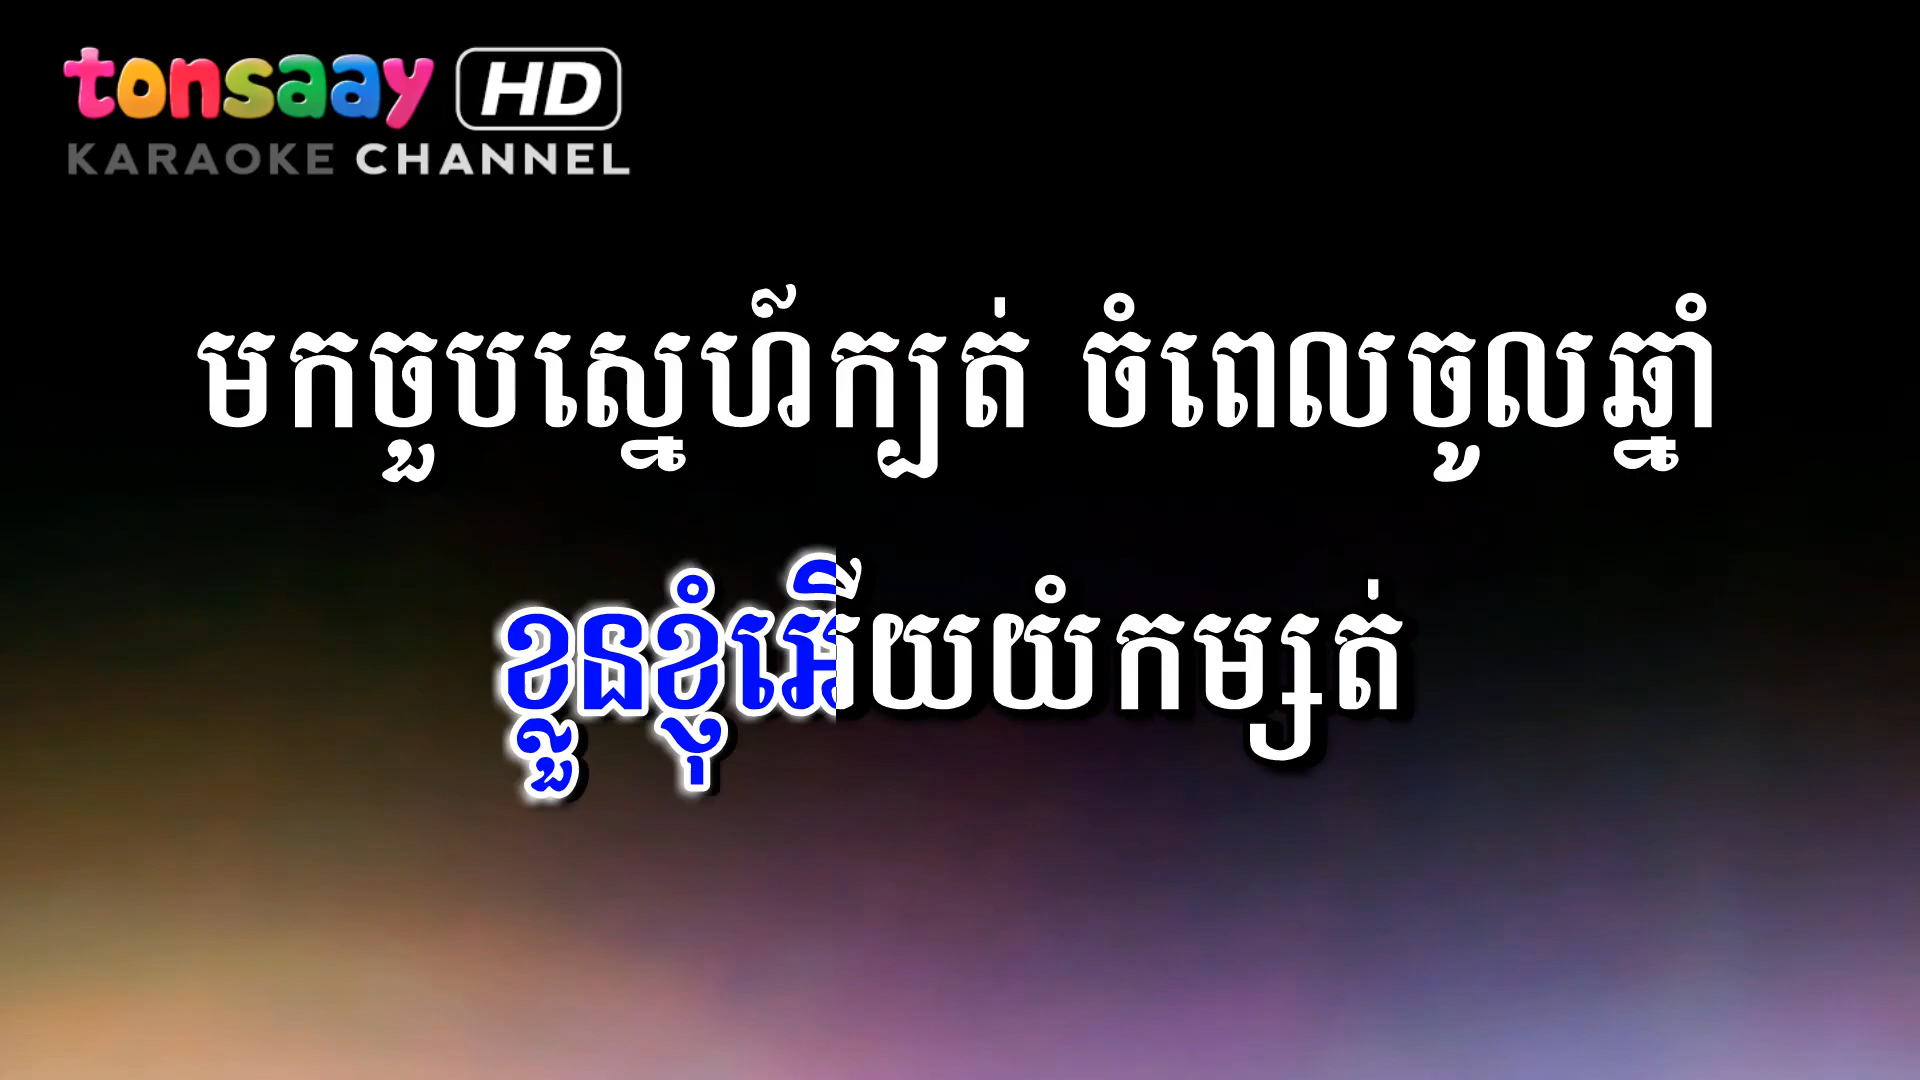 tonsaay HD
KARAOKE CHANNEL
មកចួបស្នេហ៍ក្បត់ ចំពេលចូលឆ្នាំ
ខ្លួនខ្ញុំអើយយំកម្សត់